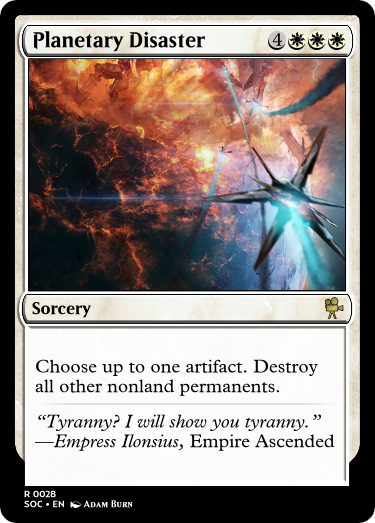 Planetary Disaster 4
Sorcery
Choose up to one artifact. Destroy
all other nonland permanents.
“Tyranny? I will show you tyranny.”
—Empress Ilonsius, Empire Ascended
R 0028
SOC • EN Adam Burn